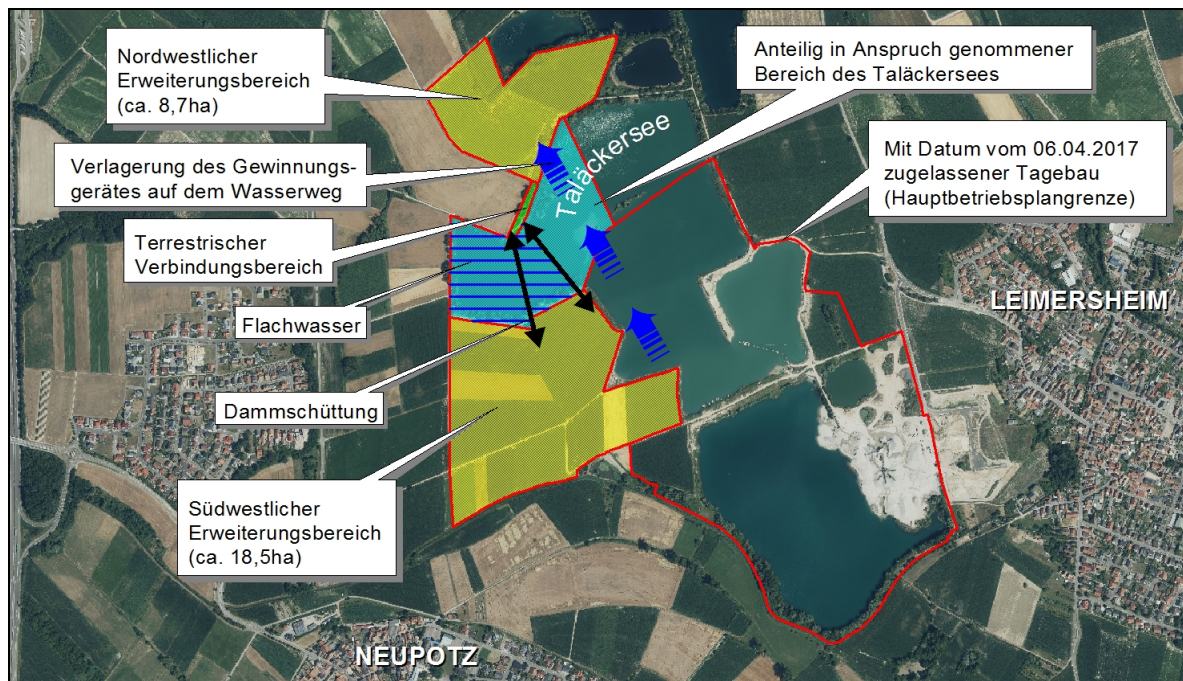 Nordwestlicher
Erweiterungsbereich
(ca. 8,7ha)
Anteilig in Anspruch genommener
Bereich des Taläckersees
Verlagerung des Gewinnungs-
gerätes auf dem Wasserweg
Taläckersee
Mit Datum vom 06.04.2017
zugelassener Tagebau
(Hauptbetriebsplangrenze)
Terrestrischer
Verbindungsbereich
LEIMERSHEIM
Flachwasser
Dammschüttung
Südwestlicher
Erweiterungsbereich
(ca. 18,5ha)
NEUPOTZ